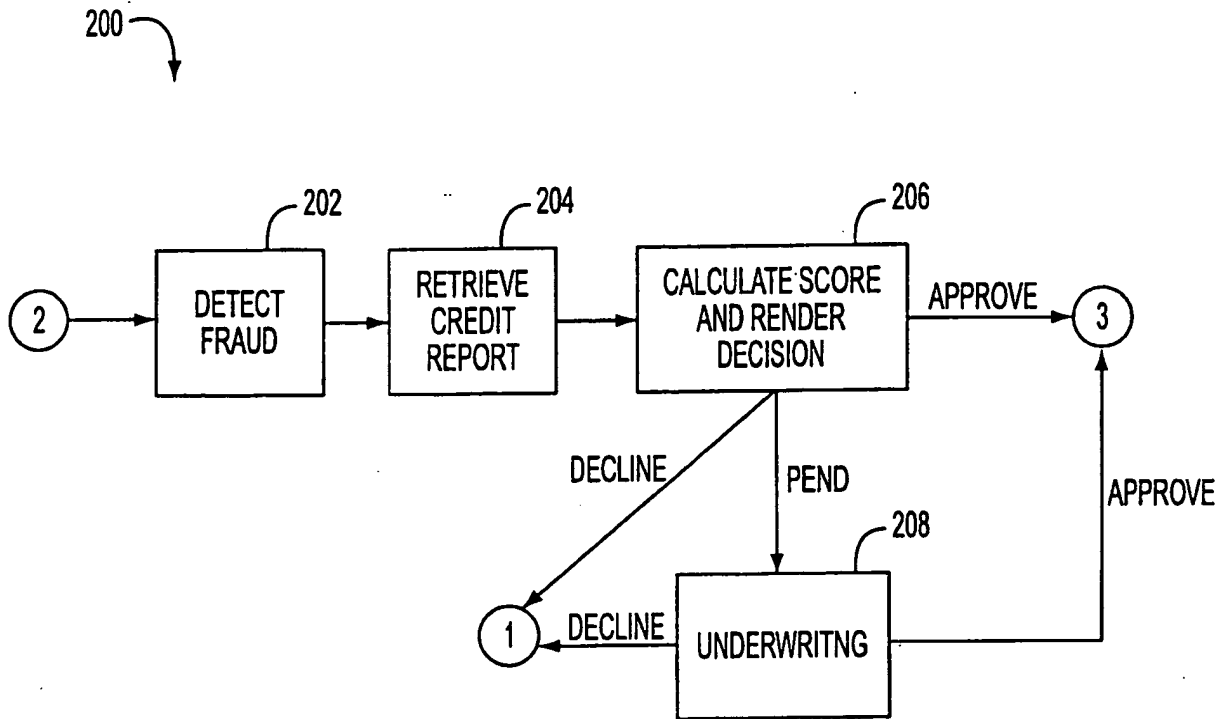 200
202
204
206
2
DETECT
FRAUD
RETRIEVE
CREDIT
REPORT
CALCULATE SCORE
AND RENDER
DECISION
APPROVE
3
DECLINE
PEND
APPROVE
208
1
DECLINE
UNDERWRITNG